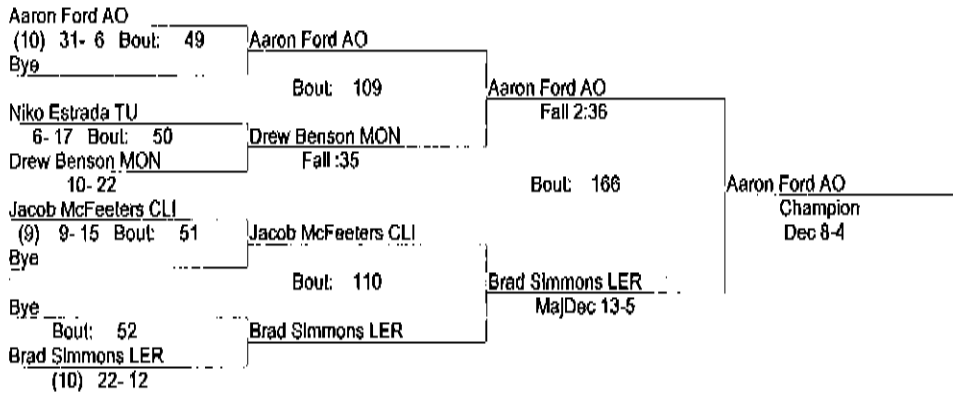 Aaron Ford AO
(10) 31- 6 Bout: 49
Bye
Niko Estrada TU
6- 17 Bout: 50
Drew Benson MON
10- 22
Jacob McFeeters CLI
(9) 9- 15 Bout: 51
Bye
Bye
Bout: 52
Brad Simmons LER
(10) 22- 12
Aaron Ford AO
Bout: 109
Drew Benson MON
Fall :35
Jacob McFeeters CLI
Bout: 110
Brad Simmons LER
Aaron Ford AO
Fall 2:36
Bout: 166
Brad Simmons LER
MajDec 13-5
Aaron Ford AO
Champion
Dec 8-4